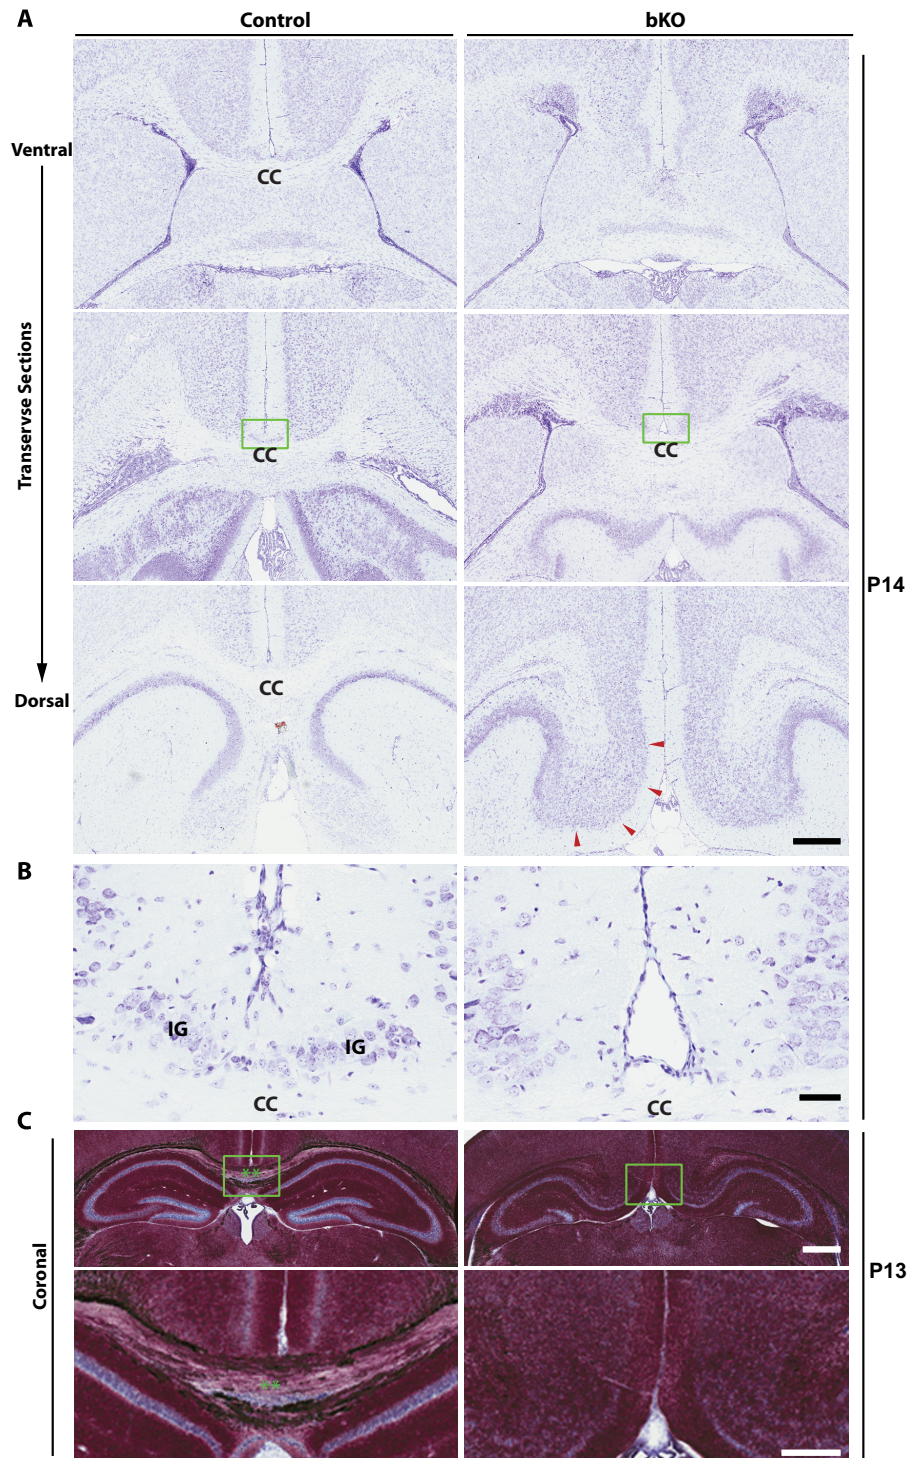 A
Control
bKO
Ventral
CC
Transervse Sections
CC
CC
P14
Dorsal
CC
B
IG
IG
CC
CC
C
**
Coronal
P13
**